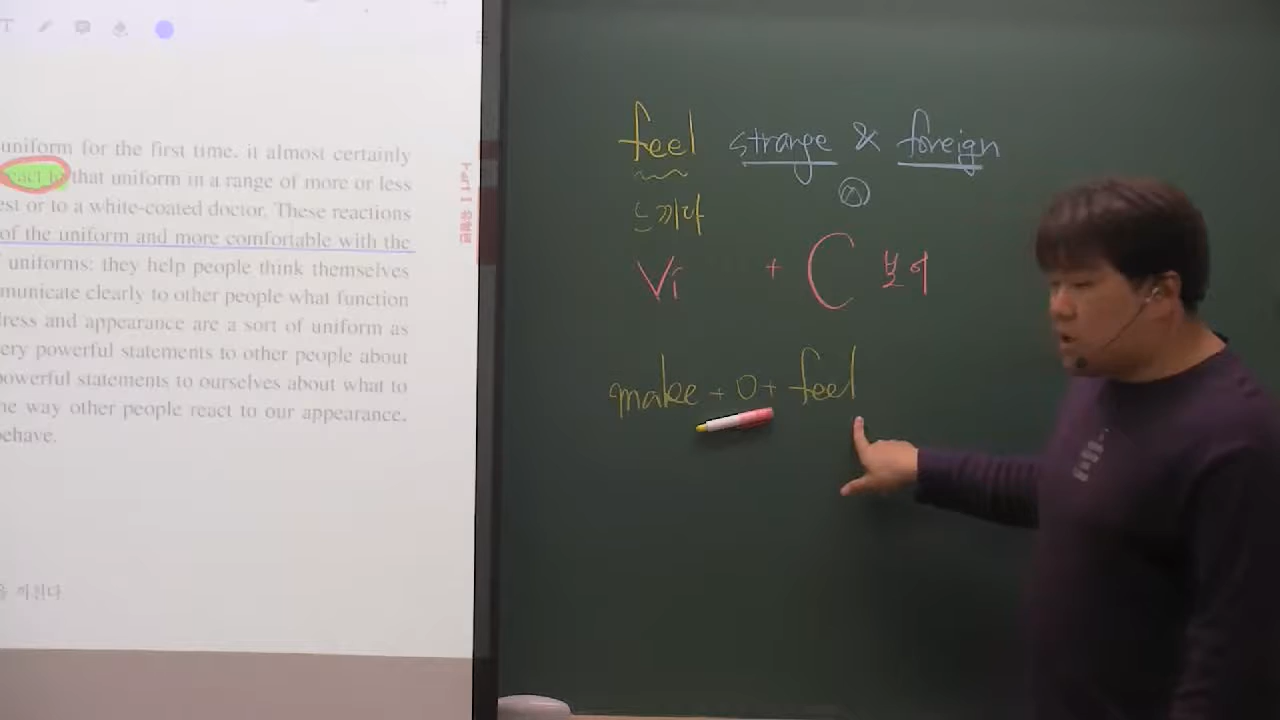 uniform for the first time, it almost certainly
react to that uniform in a range of more or less
est or to a white-coated doctor. These reactions
of the uniform and more comfortable with the
uniforms: they help people think themselves
municate clearly to other people what function
ress and appearance are a sort of uniform as
ery powerful statements to other people about
powerful statements to ourselves about what to
he way other people react to our appearance,
behave.
을 끼친다
feel strange & foreign
느끼다
Vi + C 보어
make + O + feel